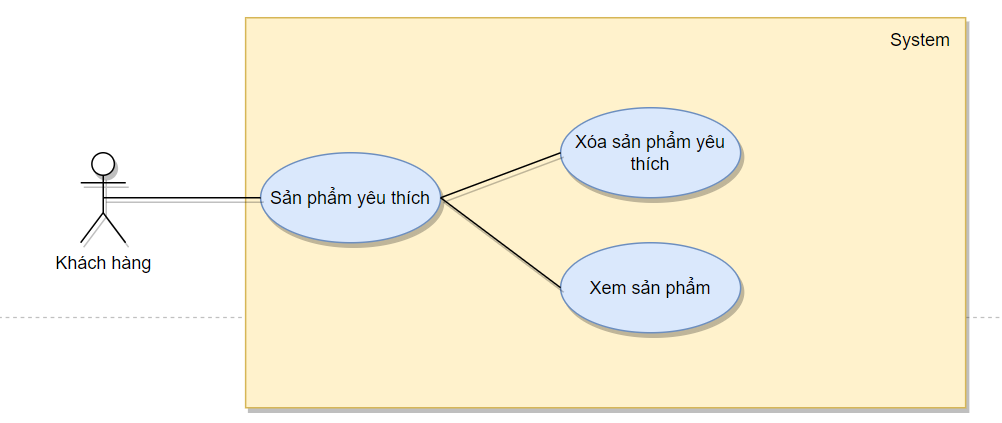 System
Xóa sản phẩm yêu
thích
Sản phẩm yêu thích
Khách hàng
Xem sản phẩm